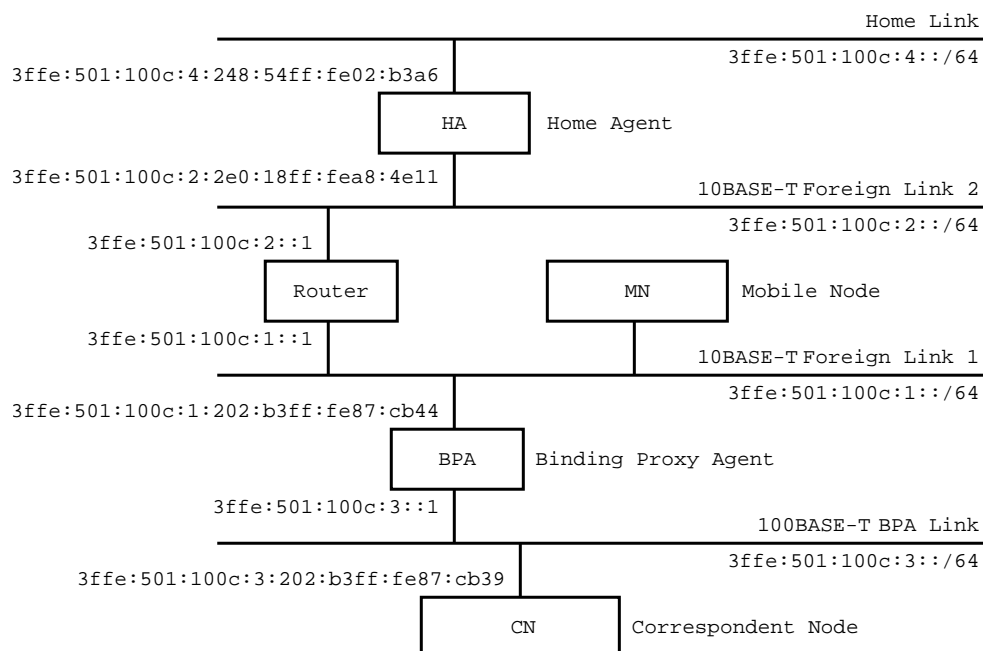 Home Link
3ffe:501:100c:4::/64
3ffe:501:100c:4:248:54ff:fe02:b3a6
HA Home Agent
3ffe:501:100c:2:2e0:18ff:fea8:4e11
10BASE-T Foreign Link 2
3ffe:501:100c:2::/64
3ffe:501:100c:2::1
Router MN Mobile Node
3ffe:501:100c:1::1
10BASE-T Foreign Link 1
3ffe:501:100c:1::/64
3ffe:501:100c:1:202:b3ff:fe87:cb44
BPA Binding Proxy Agent
3ffe:501:100c:3::1
100BASE-T BPA Link
3ffe:501:100c:3::/64
3ffe:501:100c:3:202:b3ff:fe87:cb39
CN Correspondent Node